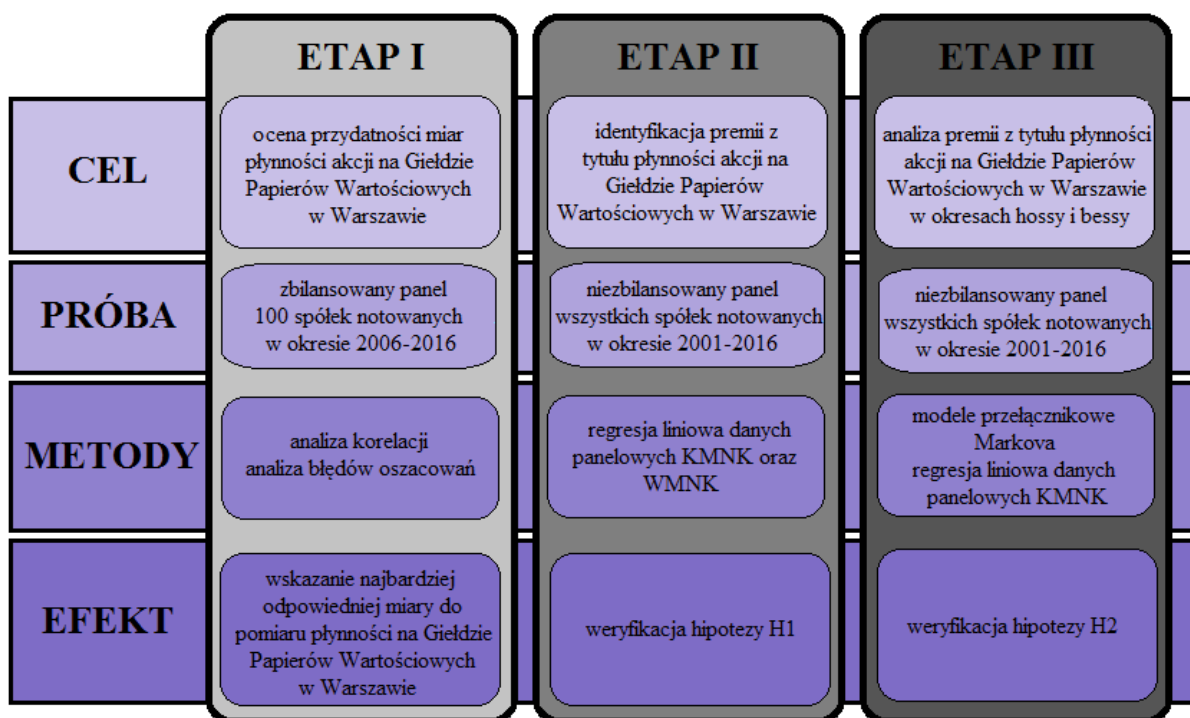 ETAP I
ETAP II
ETAP III
CEL
ocena przydatności miar
płynności akcji na Giełdzie
Papierów Wartościowych
w Warszawie
identyfikacja premii z
tytułu płynności akcji na
Giełdzie Papierów
Wartościowych w Warszawie
analiza premii z tytułu płynności
akcji na Giełdzie Papierów
Wartościowych w Warszawie
w okresach hossy i bessy
PRÓBA
zbilansowany panel
100 spółek notowanych
w okresie 2006-2016
niezbilansowany panel
wszystkich spółek notowanych
w okresie 2001-2016
niezbilansowany panel
wszystkich spółek notowanych
w okresie 2001-2016
METODY
analiza korelacji
analiza błędów oszacowań
regresja liniowa danych
panelowych KMNK oraz
WMNK
modele przełącznikowe
Markova
regresja liniowa danych
panelowych KMNK
EFEKT
wskazanie najbardziej
odpowiedniej miary do
pomiaru płynności na Giełdzie
Papierów Wartościowych
w Warszawie
weryfikacja hipotezy H1
weryfikacja hipotezy H2